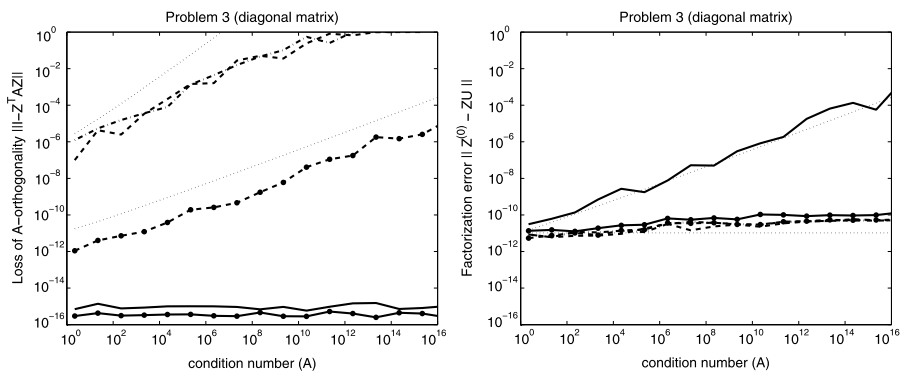 Problem 3 (diagonal matrix)
Loss of A−orthogonality ||I−Z^TAZ||
10^0
10^−2
10^−4
10^−6
10^−8
10^−10
10^−12
10^−14
10^−16
10^0 10^2 10^4 10^6 10^8 10^10 10^12 10^14 10^16
condition number (A)
Problem 3 (diagonal matrix)
Factorization error || Z^(0) − ZU ||
10^0
10^−2
10^−4
10^−6
10^−8
10^−10
10^−12
10^−14
10^−16
10^0 10^2 10^4 10^6 10^8 10^10 10^12 10^14 10^16
condition number (A)